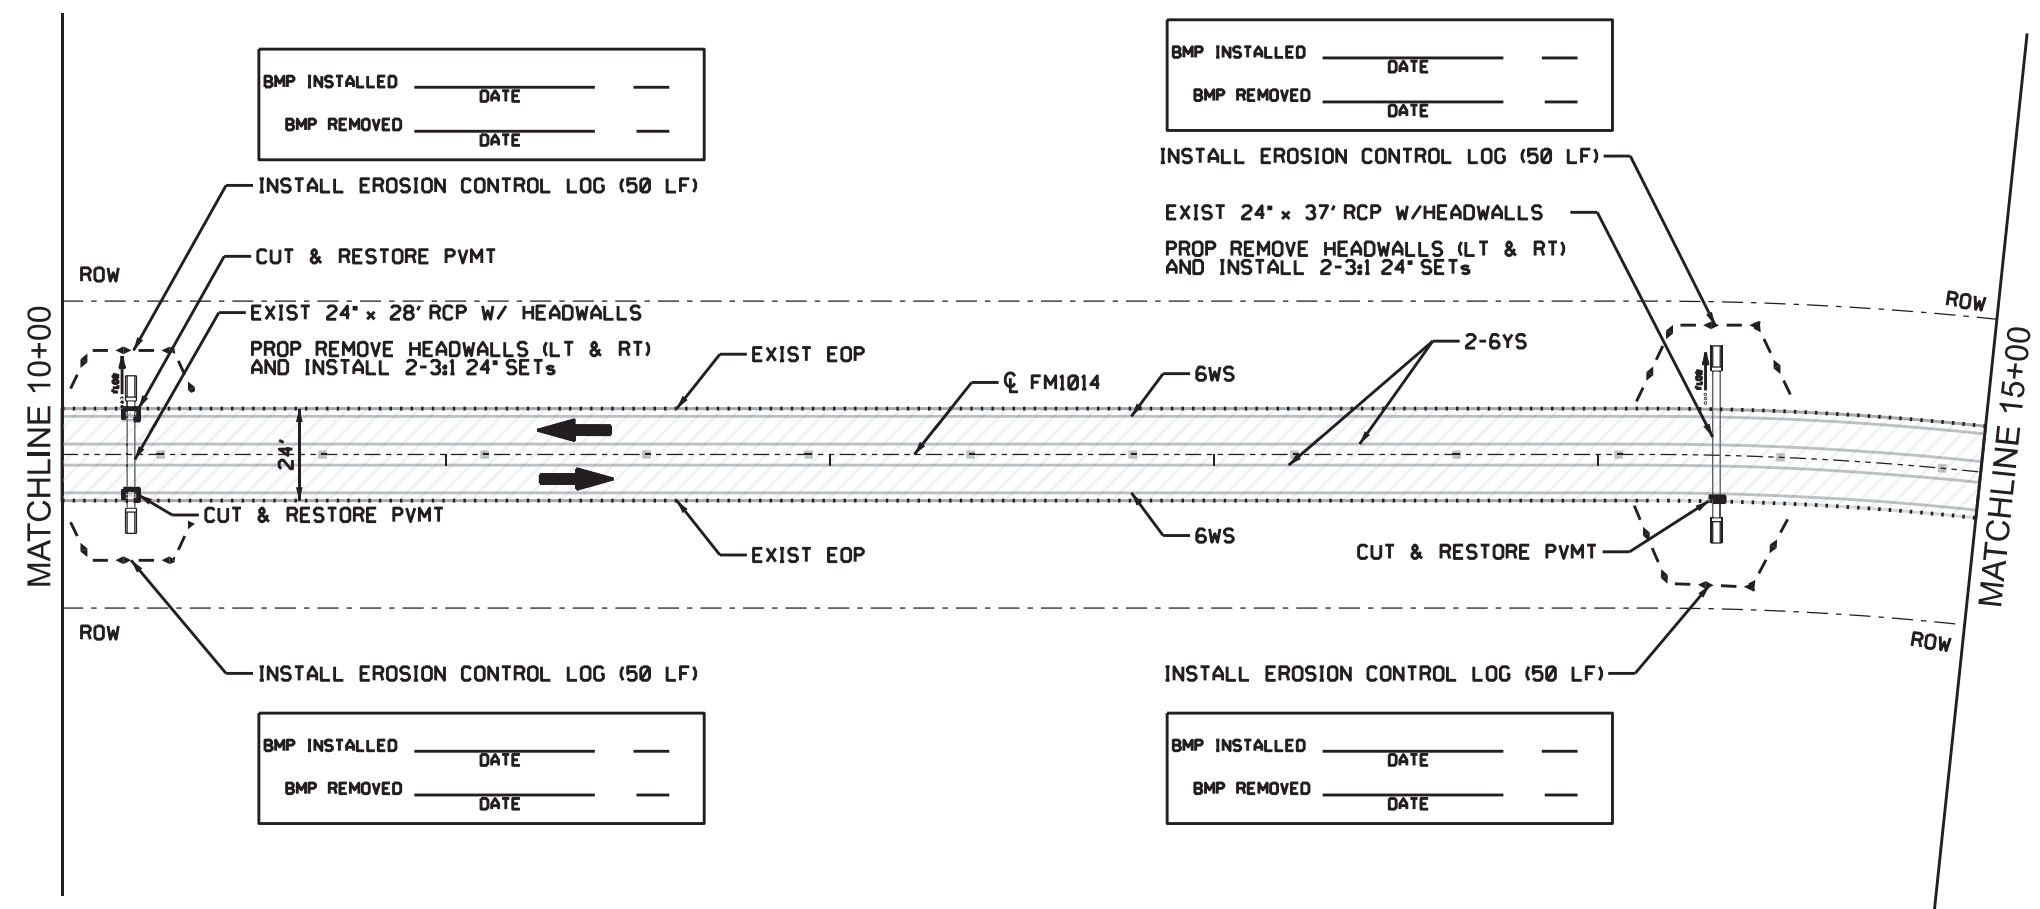 BMP INSTALLED
DATE
BMP REMOVED
DATE
INSTALL EROSION CONTROL LOG (50 LF)
CUT & RESTORE PVMT
ROW
EXIST 24" x 28' RCP W/ HEADWALLS
PROP REMOVE HEADWALLS (LT & RT)
AND INSTALL 2-3:1 24" SETs
BMP INSTALLED
DATE
BMP REMOVED
DATE
INSTALL EROSION CONTROL LOG (50 LF)
EXIST 24" x 37' RCP W/HEADWALLS
PROP REMOVE HEADWALLS (LT & RT)
AND INSTALL 2-3:1 24" SETs
ROW
MATCHLINE 10+00
FLOW
EXIST EOP
℄ FM1014
6WS
2-6YS
FLOW
MATCHLINE 15+00
24'
CUT & RESTORE PVMT
EXIST EOP
6WS
CUT & RESTORE PVMT
ROW
ROW
INSTALL EROSION CONTROL LOG (50 LF)
INSTALL EROSION CONTROL LOG (50 LF)
BMP INSTALLED
DATE
BMP REMOVED
DATE
BMP INSTALLED
DATE
BMP REMOVED
DATE